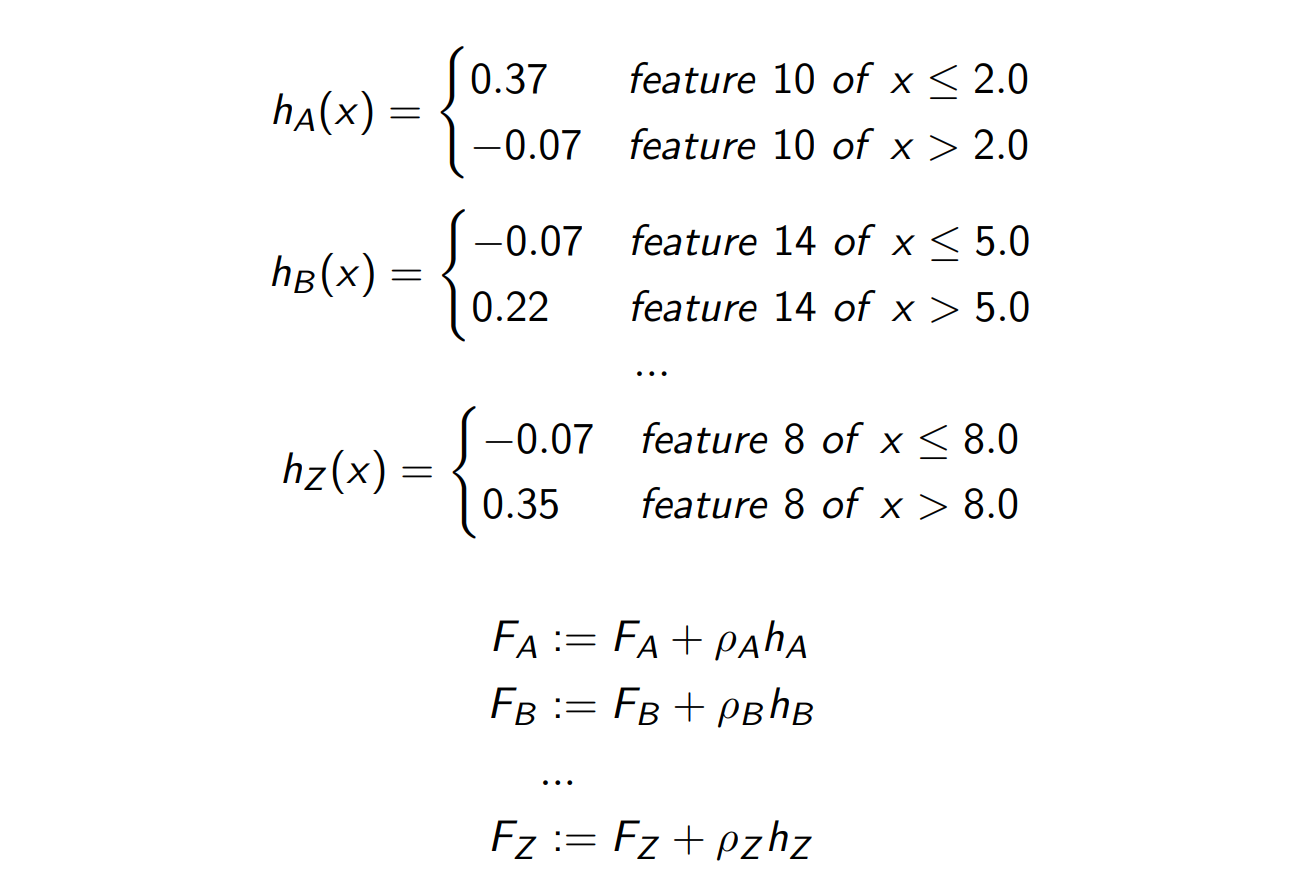 h_A(x) = { 0.37 feature 10 of x ≤ 2.0
−0.07 feature 10 of x > 2.0
h_B(x) = { −0.07 feature 14 of x ≤ 5.0
0.22 feature 14 of x > 5.0
...
h_Z(x) = { −0.07 feature 8 of x ≤ 8.0
0.35 feature 8 of x > 8.0
F_A := F_A + ρ_A h_A
F_B := F_B + ρ_B h_B
...
F_Z := F_Z + ρ_Z h_Z